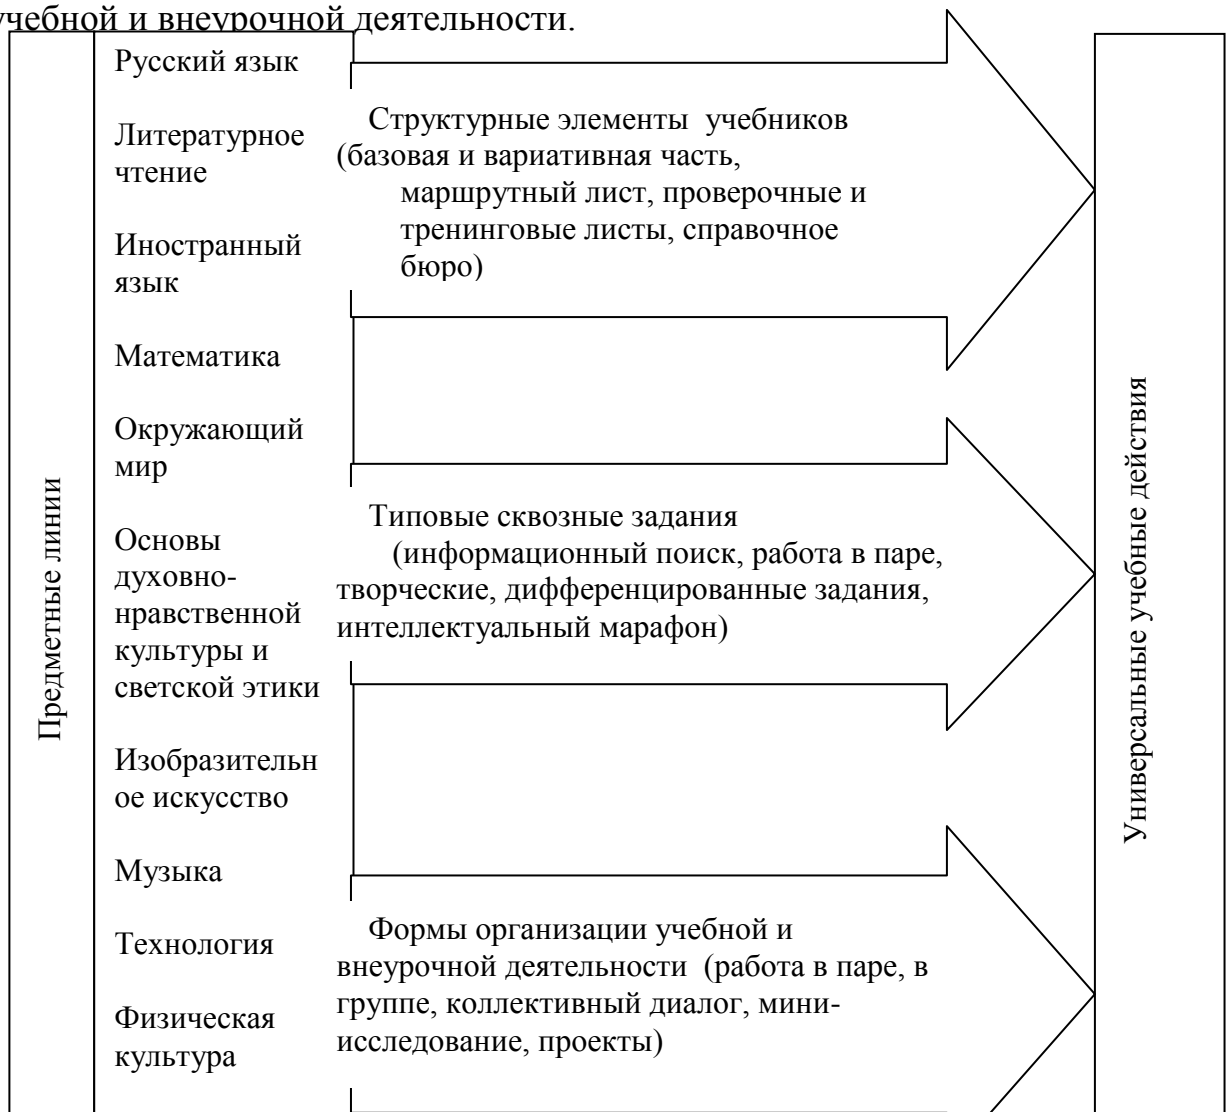 учебной и внеурочной деятельности.
Предметные линии
Русский язык
Литературное
чтение
Иностранный
язык
Математика
Окружающий
мир
Основы
духовно-
нравственной
культуры и
светской этики
Изобразительн
ое искусство
Музыка
Технология
Физическая
культура
Структурные элементы учебников
(базовая и вариативная часть,
маршрутный лист, проверочные и
тренинговые листы, справочное
бюро)
Типовые сквозные задания
(информационный поиск, работа в паре,
творческие, дифференцированные задания,
интеллектуальный марафон)
Формы организации учебной и
внеурочной деятельности (работа в паре, в
группе, коллективный диалог, мини-
исследование, проекты)
Универсальные учебные действия